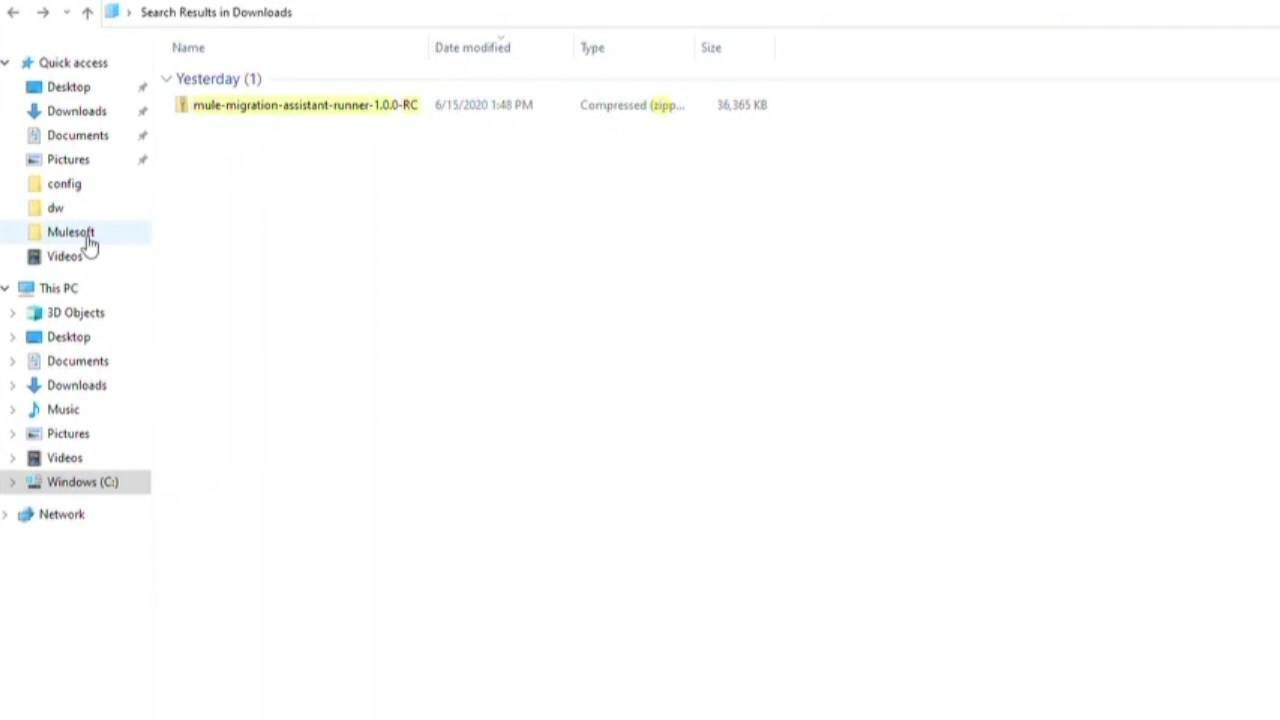 Search Results in Downloads
Name Date modified Type Size
Quick access
Yesterday (1)
Desktop
mule-migration-assistant-runner-1.0.0-RC 6/15/2020 1:48 PM Compressed (zipp... 36,365 KB
Downloads
Documents
Pictures
config
dw
Mulesoft
Videos
This PC
3D Objects
Desktop
Documents
Downloads
Music
Pictures
Videos
Windows (C:)
Network